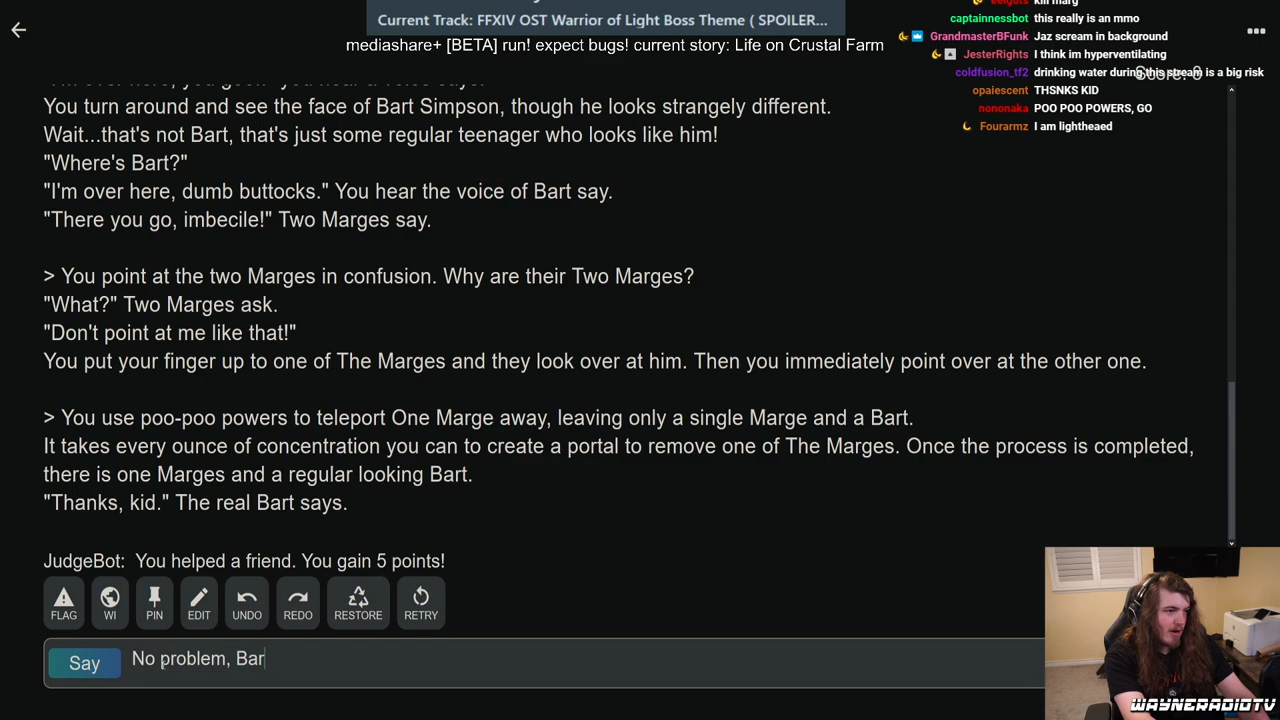 Current Track: FFXIV OST Warrior of Light Boss Theme ( SPOILER...
mediashare+ [BETA] run! expect bugs! current story: Life on Crustal Farm
kill marg
captainnessbot this really is an mmo
GrandmasterBFunk Jaz scream in background
JesterRights I think im hyperventilating
coldfusion_tf2 drinking water during this stream is a big risk
opaiescent THSNKS KID
nononaka POO POO POWERS, GO
Fourarmz I am lightheaed
You turn around and see the face of Bart Simpson, though he looks strangely different.
Wait...that's not Bart, that's just some regular teenager who looks like him!
"Where's Bart?"
"I'm over here, dumb buttocks." You hear the voice of Bart say.
"There you go, imbecile!" Two Marges say.
> You point at the two Marges in confusion. Why are their Two Marges?
"What?" Two Marges ask.
"Don't point at me like that!"
You put your finger up to one of The Marges and they look over at him. Then you immediately point over at the other one.
> You use poo-poo powers to teleport One Marge away, leaving only a single Marge and a Bart.
It takes every ounce of concentration you can to create a portal to remove one of The Marges. Once the process is completed,
there is one Marges and a regular looking Bart.
"Thanks, kid." The real Bart says.
JudgeBot: You helped a friend. You gain 5 points!
FLAG WI PIN EDIT UNDO REDO RESTORE RETRY
Say No problem, Bar
WAYNERADIOTV